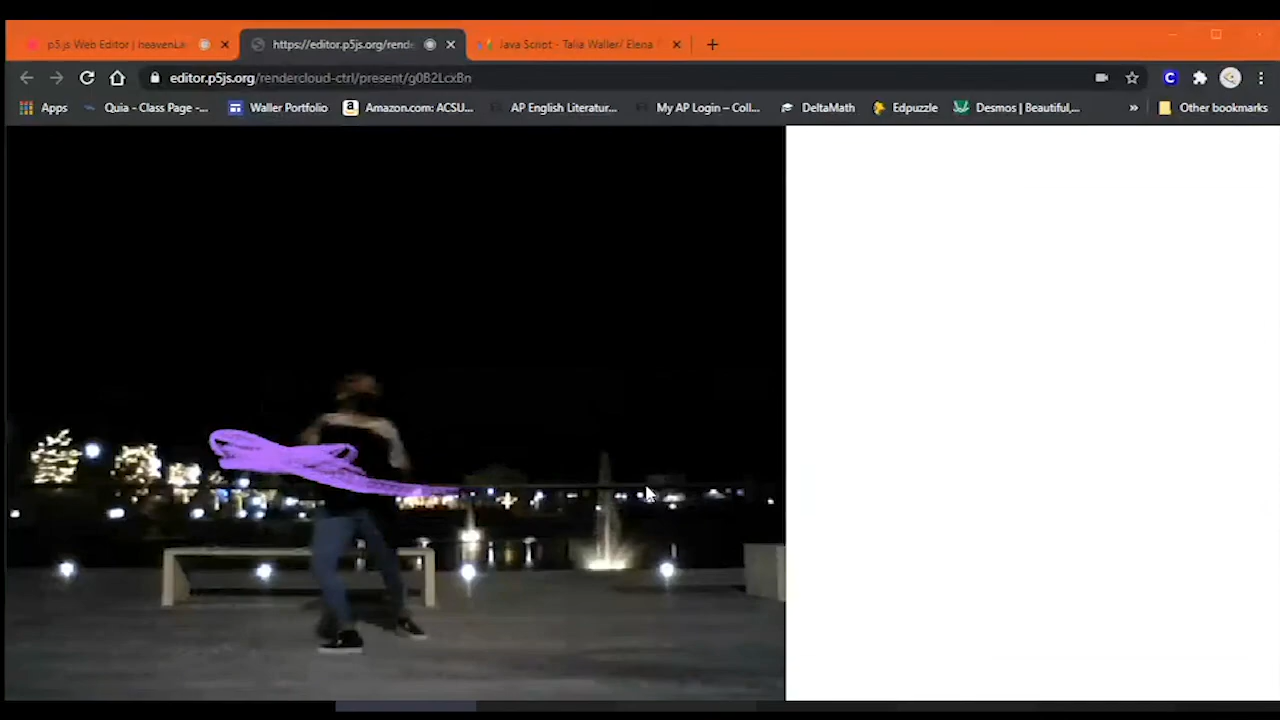 p5.js Web Editor | heavenLa
https://editor.p5js.org/rende
Java Script - Talia Waller/ Elena
editor.p5js.org/rendercloud-ctrl/present/g0B2LcxBn
Apps
Quia - Class Page -...
Waller Portfolio
Amazon.com: ACSU...
AP English Literatur...
My AP Login – Coll...
DeltaMath
Edpuzzle
Desmos | Beautiful,...
Other bookmarks